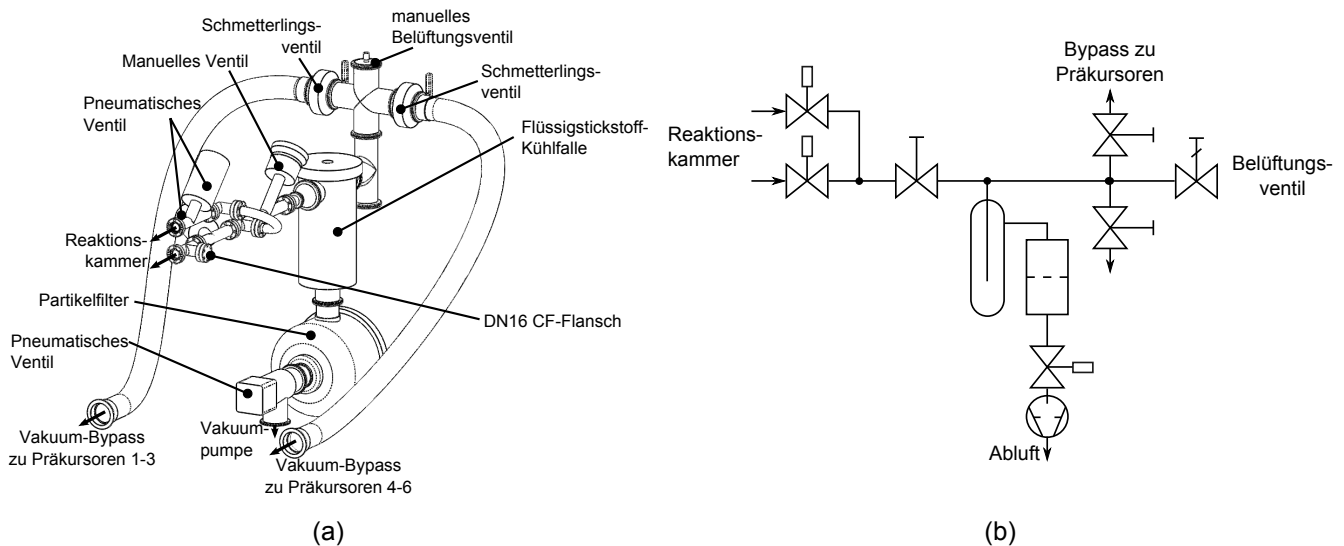 Schmetterlings-
ventil
manuelles
Belüftungsventil
Manuelles Ventil
Schmetterlings-
ventil
Pneumatisches
Ventil
Flüssigstickstoff-
Kühlfalle
Reaktions-
kammer
Partikelfilter
DN16 CF-Flansch
Pneumatisches
Ventil
Vakuum-
pumpe
Vakuum-Bypass
zu Präkursoren 1-3
Vakuum-Bypass
zu Präkursoren 4-6
(a)
Bypass zu
Präkursoren
Reaktions-
kammer
Belüftungs-
ventil
Abluft
(b)